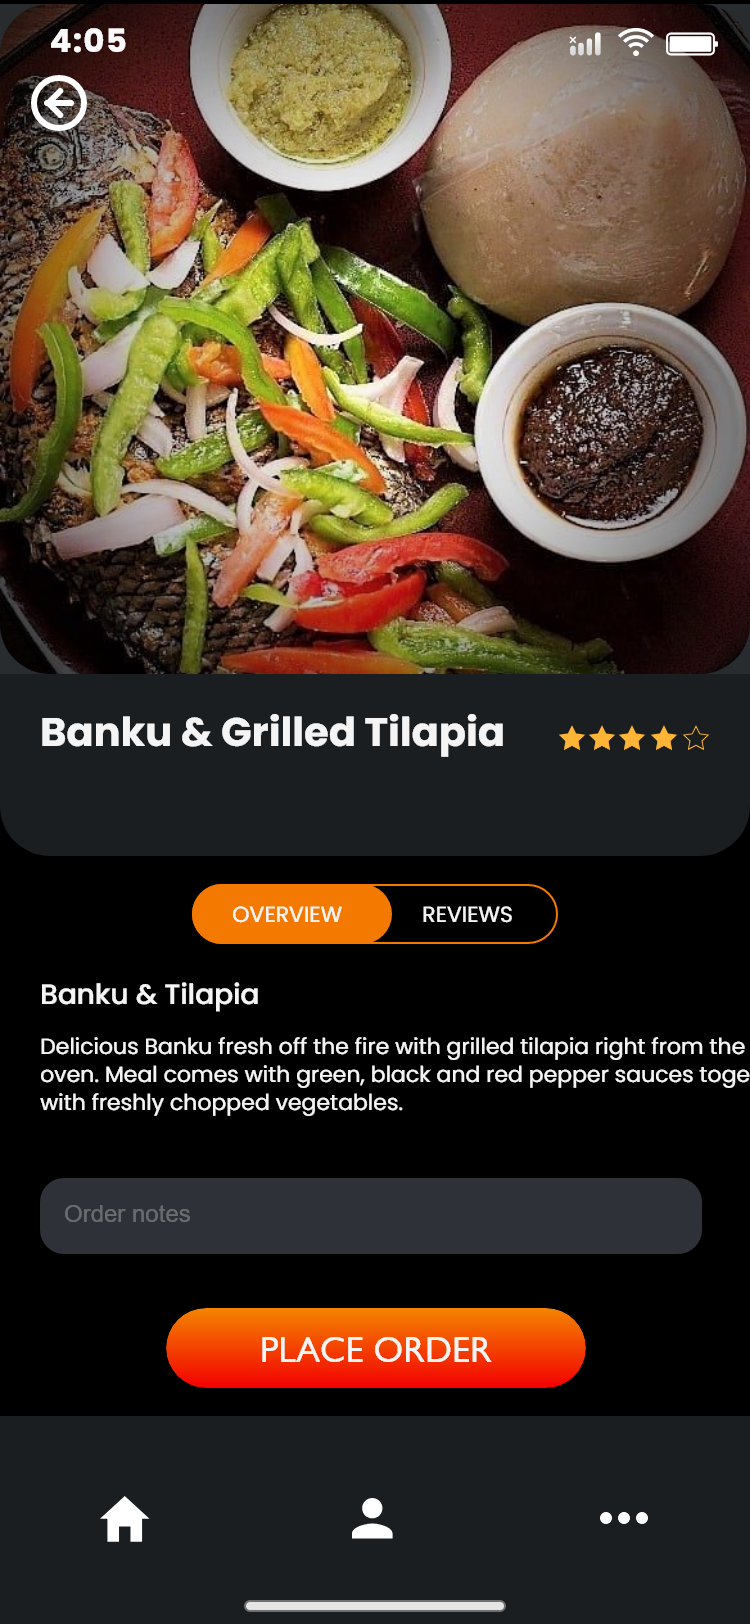 4:05
Banku & Grilled Tilapia
OVERVIEW
REVIEWS
Banku & Tilapia
Delicious Banku fresh off the fire with grilled tilapia right from the
oven. Meal comes with green, black and red pepper sauces toge
with freshly chopped vegetables.
Order notes
PLACE ORDER